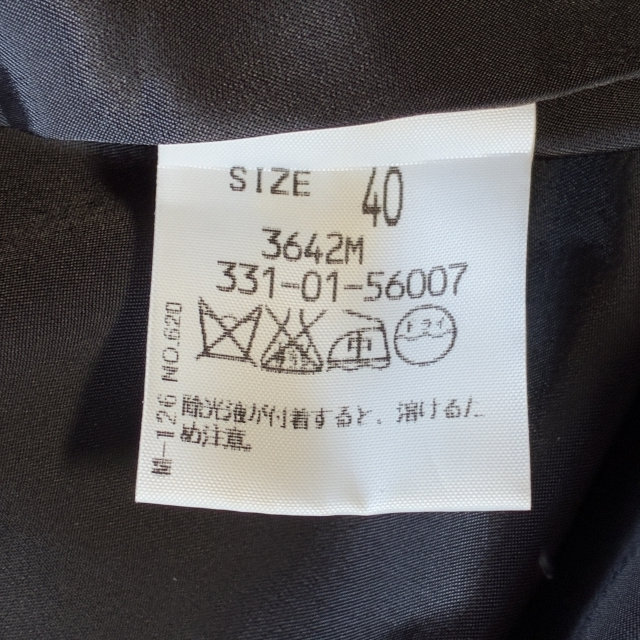 SIZE 40
3642M
331-01-56007
中 ドライ
除光液が付着すると、溶けるた
め注意。
M-126 NO.620